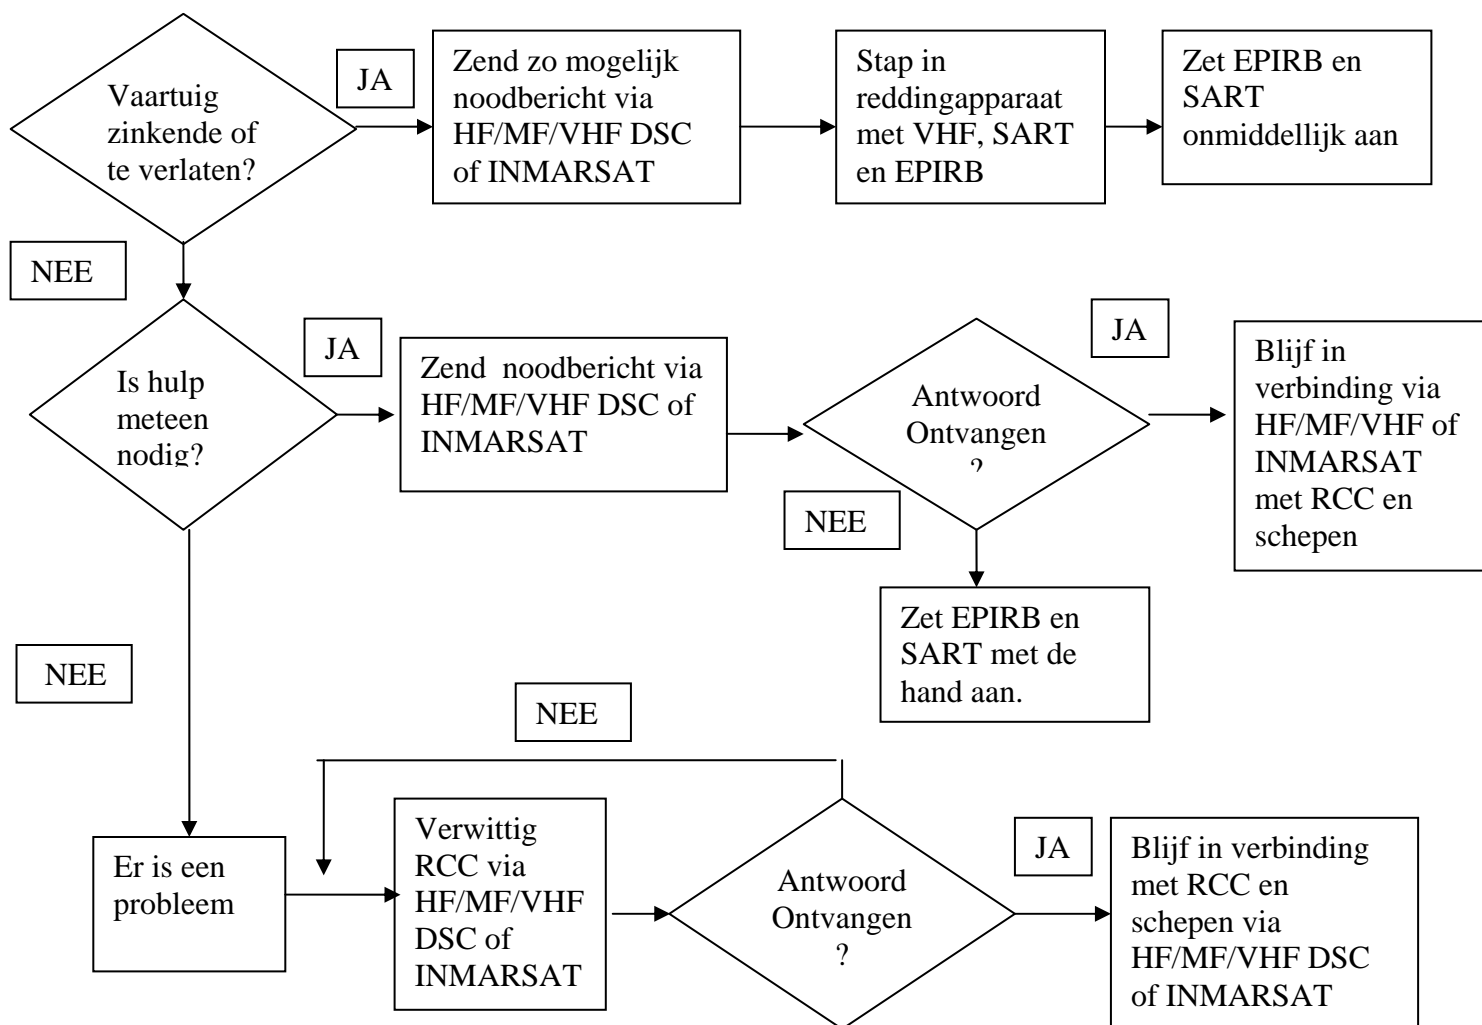 Vaartuig
zinkende of
te verlaten?
JA
Zend zo mogelijk
noodbericht via
HF/MF/VHF DSC
of INMARSAT
Stap in
reddingapparaat
met VHF, SART
en EPIRB
Zet EPIRB en
SART
onmiddellijk aan
NEE
Is hulp
meteen
nodig?
JA
Zend noodbericht via
HF/MF/VHF DSC of
INMARSAT
Antwoord
Ontvangen
?
JA
Blijf in
verbinding via
HF/MF/VHF of
INMARSAT
met RCC en
schepen
NEE
Zet EPIRB en
SART met de
hand aan.
NEE
NEE
Er is een
probleem
Verwittig
RCC via
HF/MF/VHF
DSC of
INMARSAT
Antwoord
Ontvangen
?
JA
Blijf in verbinding
met RCC en
schepen via
HF/MF/VHF DSC
of INMARSAT